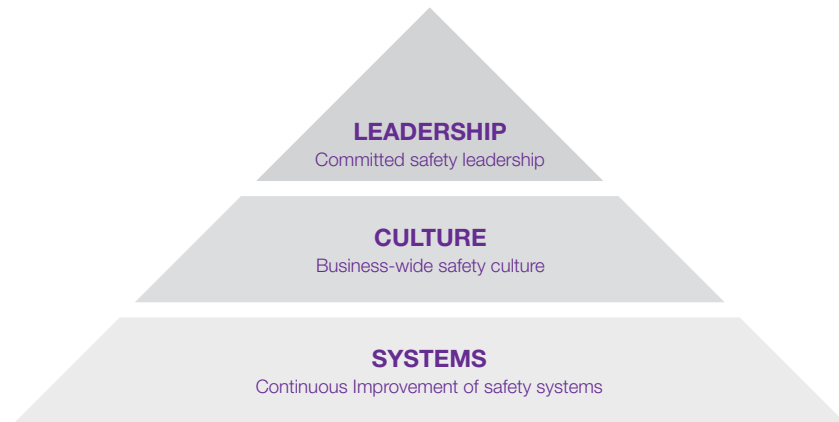 LEADERSHIP
Committed safety leadership
CULTURE
Business-wide safety culture
SYSTEMS
Continuous Improvement of safety systems